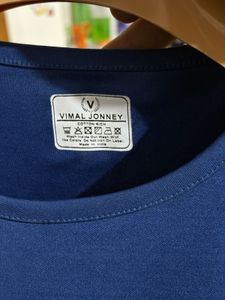 V
VIMAL JONNEY
COTTON RICH
Wash Inside Out Wash With
like Colors Do not Iron On Label
Made In India